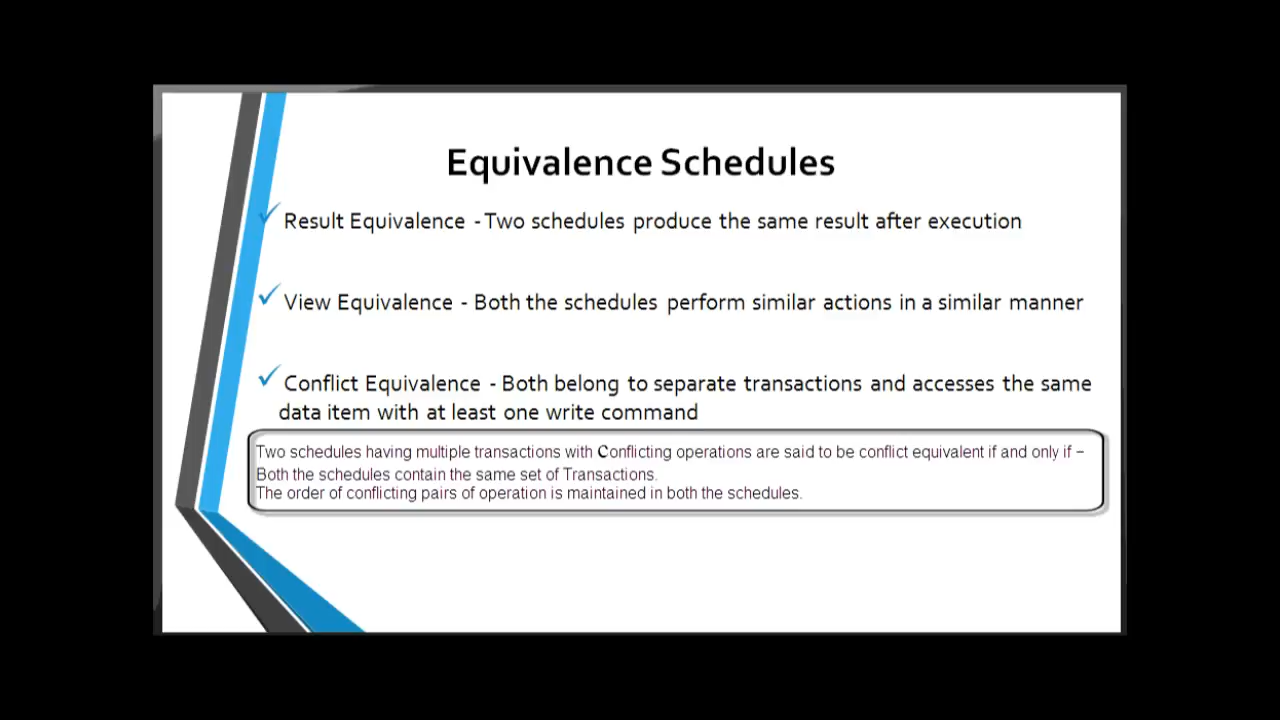 Equivalence Schedules
Result Equivalence - Two schedules produce the same result after execution
View Equivalence - Both the schedules perform similar actions in a similar manner
Conflict Equivalence - Both belong to separate transactions and accesses the same
data item with at least one write command
Two schedules having multiple transactions with Conflicting operations are said to be conflict equivalent if and only if –
Both the schedules contain the same set of Transactions.
The order of conflicting pairs of operation is maintained in both the schedules.